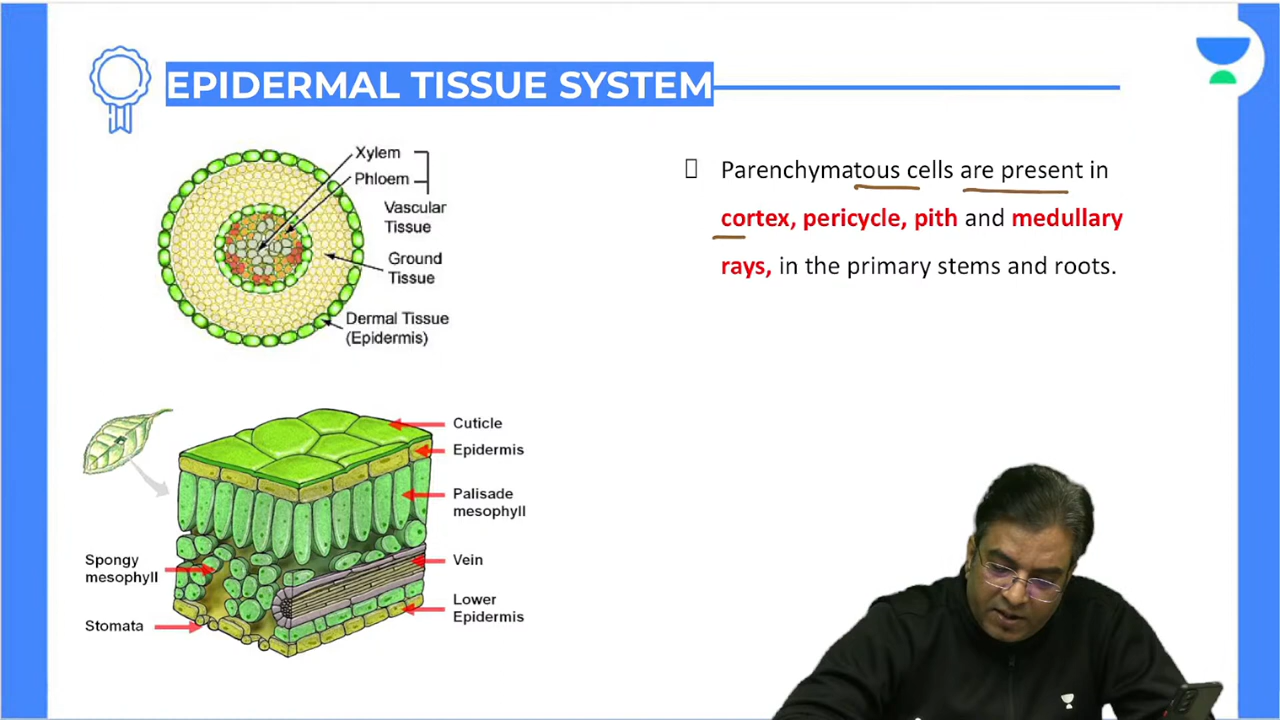 EPIDERMAL TISSUE SYSTEM
Xylem
Phloem
Vascular
Tissue
Ground
Tissue
Dermal Tissue
(Epidermis)
Parenchymatous cells are present in
cortex, pericycle, pith and medullary
rays, in the primary stems and roots.
Cuticle
Epidermis
Palisade
mesophyll
Spongy
mesophyll
Vein
Lower
Epidermis
Stomata